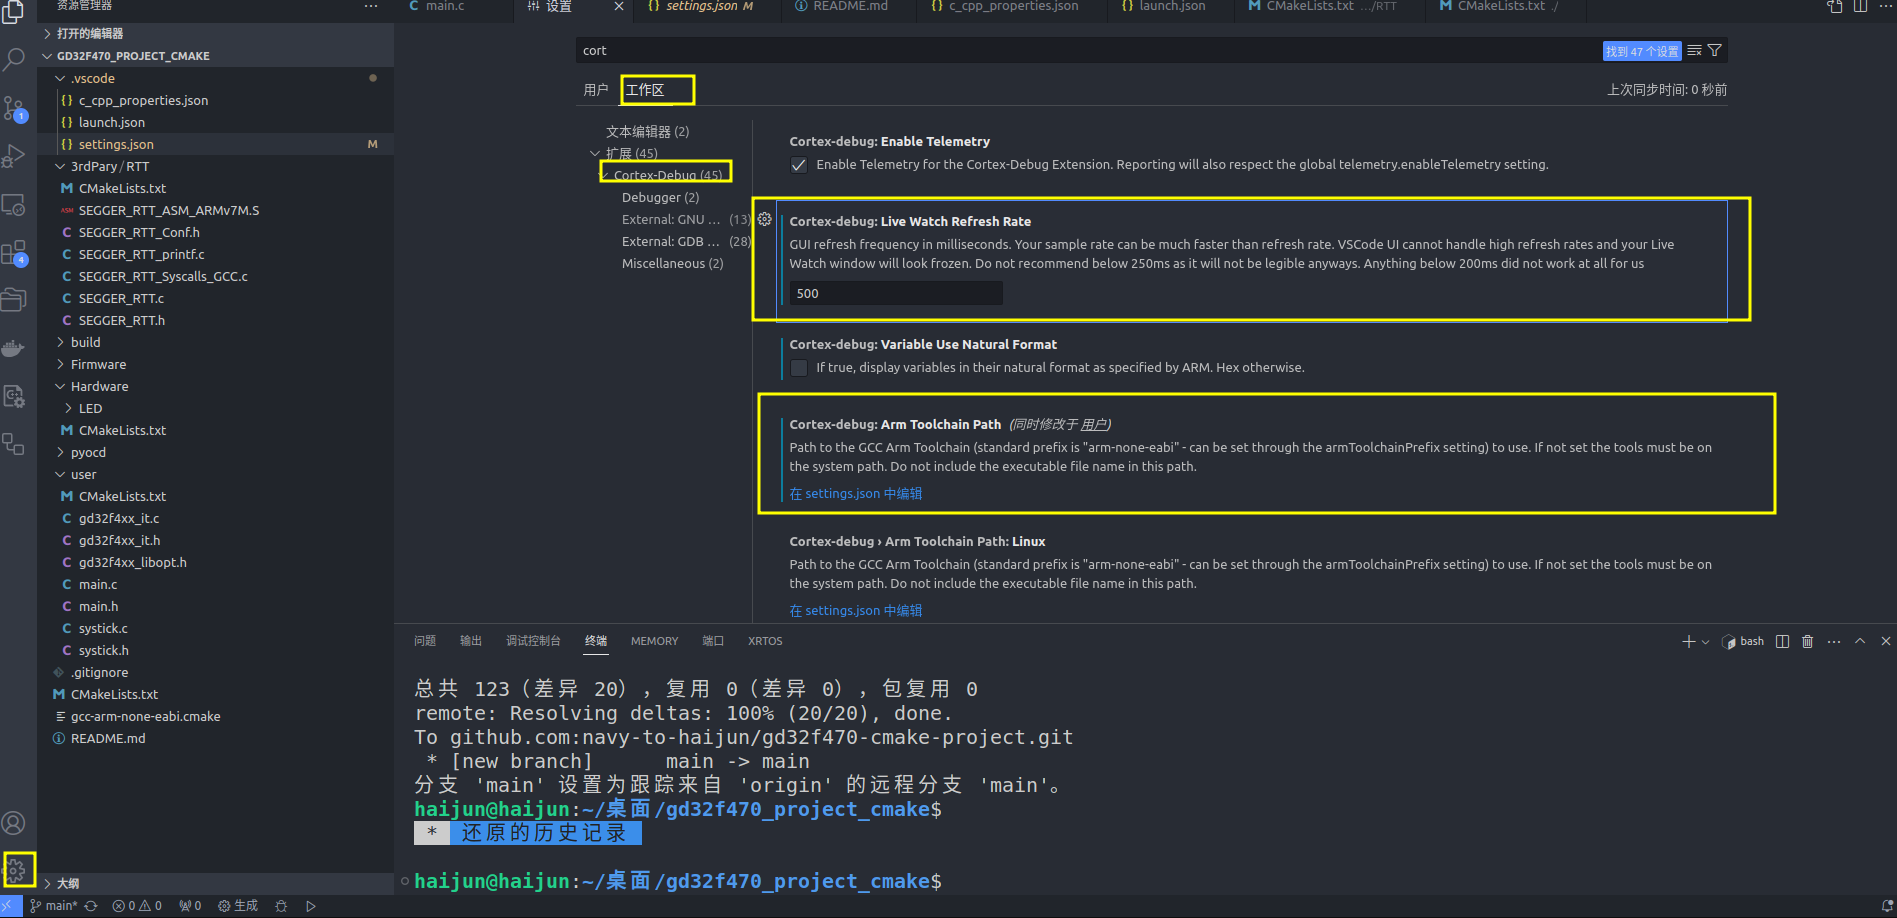 资源管理器
打开的编辑器
GD32F470_PROJECT_CMAKE
.vscode
c_cpp_properties.json
launch.json
settings.json M
3rdPary/RTT
CMakeLists.txt
SEGGER_RTT_ASM_ARMv7M.S
SEGGER_RTT_Conf.h
SEGGER_RTT_printf.c
SEGGER_RTT_Syscalls_GCC.c
SEGGER_RTT.c
SEGGER_RTT.h
build
Firmware
Hardware
LED
CMakeLists.txt
pyocd
user
CMakeLists.txt
gd32f4xx_it.c
gd32f4xx_it.h
gd32f4xx_libopt.h
main.c
main.h
systick.c
systick.h
.gitignore
CMakeLists.txt
gcc-arm-none-eabi.cmake
README.md
大纲
1
4
main.c 设置 settings.json M README.md c_cpp_properties.json launch.json CMakeLists.txt .../RTT CMakeLists.txt ./
cort 找到 47 个设置
用户 工作区 上次同步时间: 0 秒前
文本编辑器 (2)
扩展 (45)
Cortex-Debug (45)
Debugger (2)
External: GNU ... (13)
External: GDB ... (28)
Miscellaneous (2)
Cortex-debug: Enable Telemetry
Enable Telemetry for the Cortex-Debug Extension. Reporting will also respect the global telemetry.enableTelemetry setting.
Cortex-debug: Live Watch Refresh Rate
GUI refresh frequency in milliseconds. Your sample rate can be much faster than refresh rate. VSCode UI cannot handle high refresh rates and your Live
Watch window will look frozen. Do not recommend below 250ms as it will not be legible anyways. Anything below 200ms did not work at all for us
500
Cortex-debug: Variable Use Natural Format
If true, display variables in their natural format as specified by ARM. Hex otherwise.
Cortex-debug: Arm Toolchain Path (同时修改于 用户)
Path to the GCC Arm Toolchain (standard prefix is "arm-none-eabi" - can be set through the armToolchainPrefix setting) to use. If not set the tools must be on
the system path. Do not include the executable file name in this path.
在 settings.json 中编辑
Cortex-debug › Arm Toolchain Path: Linux
Path to the GCC Arm Toolchain (standard prefix is "arm-none-eabi" - can be set through the armToolchainPrefix setting) to use. If not set the tools must be on
the system path. Do not include the executable file name in this path.
在 settings.json 中编辑
问题 输出 调试控制台 终端 MEMORY 端口 XRTOS bash
总共 123（差异 20），复用 0（差异 0），包复用 0
remote: Resolving deltas: 100% (20/20), done.
To github.com:navy-to-haijun/gd32f470-cmake-project.git
* [new branch] main -> main
分支 'main' 设置为跟踪来自 'origin' 的远程分支 'main'。
haijun@haijun:~/桌面/gd32f470_project_cmake$
* 还原的历史记录
haijun@haijun:~/桌面/gd32f470_project_cmake$
main* 0 0 0 生成